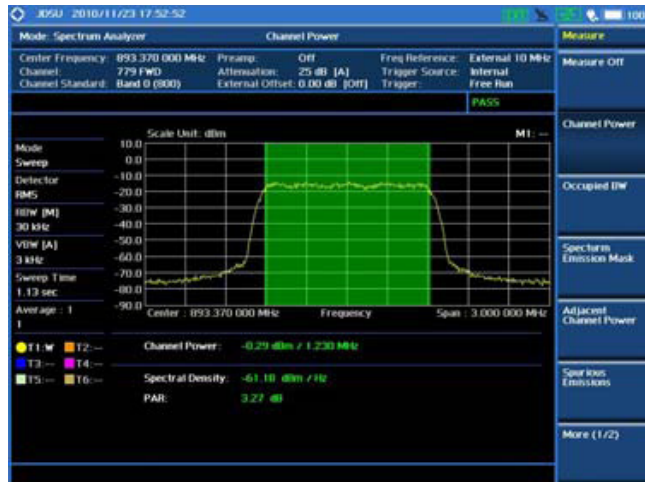 JDSU 2010/11/23 17:52:52 100
Mode: Spectrum Analyzer Channel Power Measure
Center Frequency: 893.370 000 MHz Preamp: Off Freq Reference: External 10 MHz
Channel: 779 FWD Attenuation: 25 dB [A] Trigger Source: Internal
Channel Standard: Band 0 (800) External Offset: 0.00 dB [Off] Trigger: Free Run
PASS
Measure Off
Channel Power
Occupied BW
Specturm
Emission Mask
Adjacent
Channel Power
Spurious
Emissions
More (1/2)
Scale Unit: dBm M1: --
Mode
Sweep
Detector
RMS
RBW [M]
30 kHz
VBW [A]
3 kHz
Sweep Time
1.13 sec
Average : 1
1
10.0
0.0
-10.0
-20.0
-30.0
-40.0
-50.0
-60.0
-70.0
-80.0
-90.0
Center : 893.370 000 MHz Frequency Span : 3.000 000 MHz
T1:W T2:--
T3:-- T4:--
T5:-- T6:--
Channel Power: -0.29 dBm / 1.230 MHz
Spectral Density: -61.18 dBm / Hz
PAR: 3.27 dB